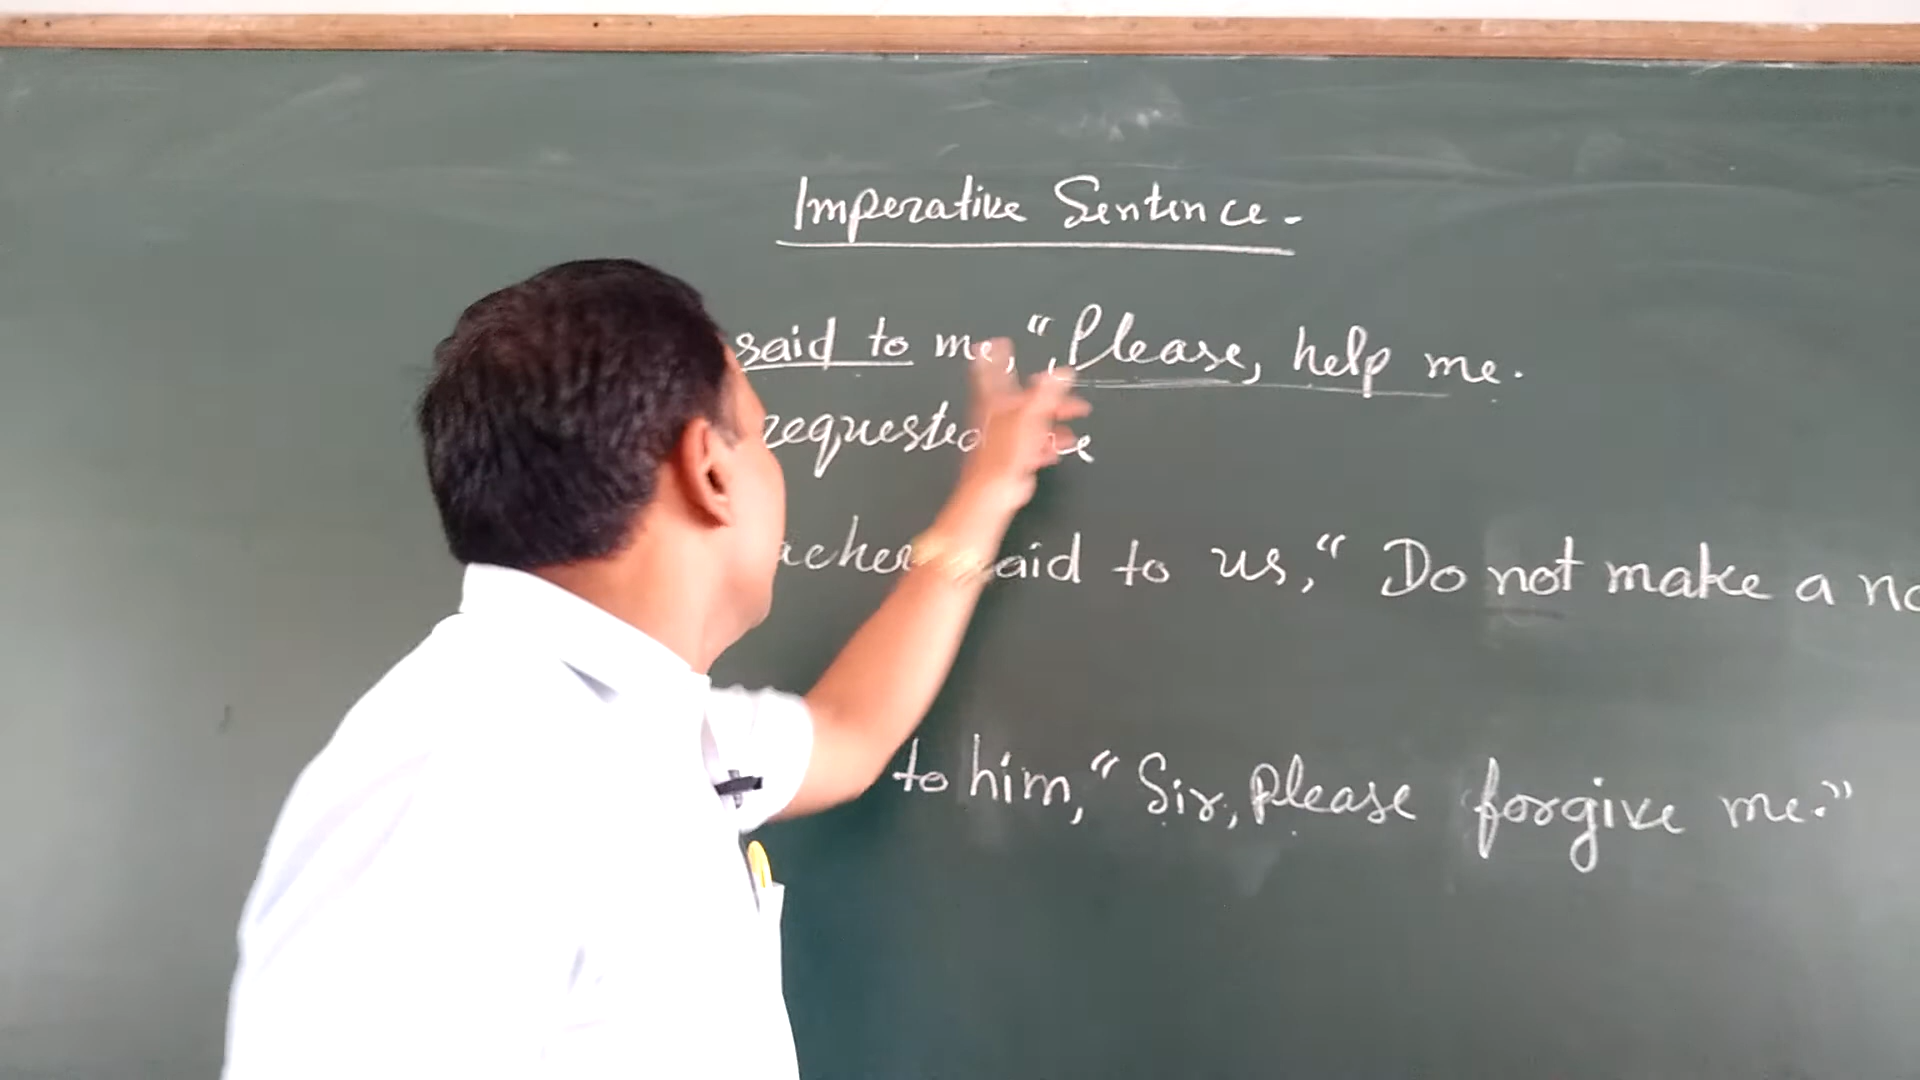 Imperative Sentence.
said to me, “Please, help me.
requested
said to us, “ Do not make a
to him, “ Sir, Please forgive me.”